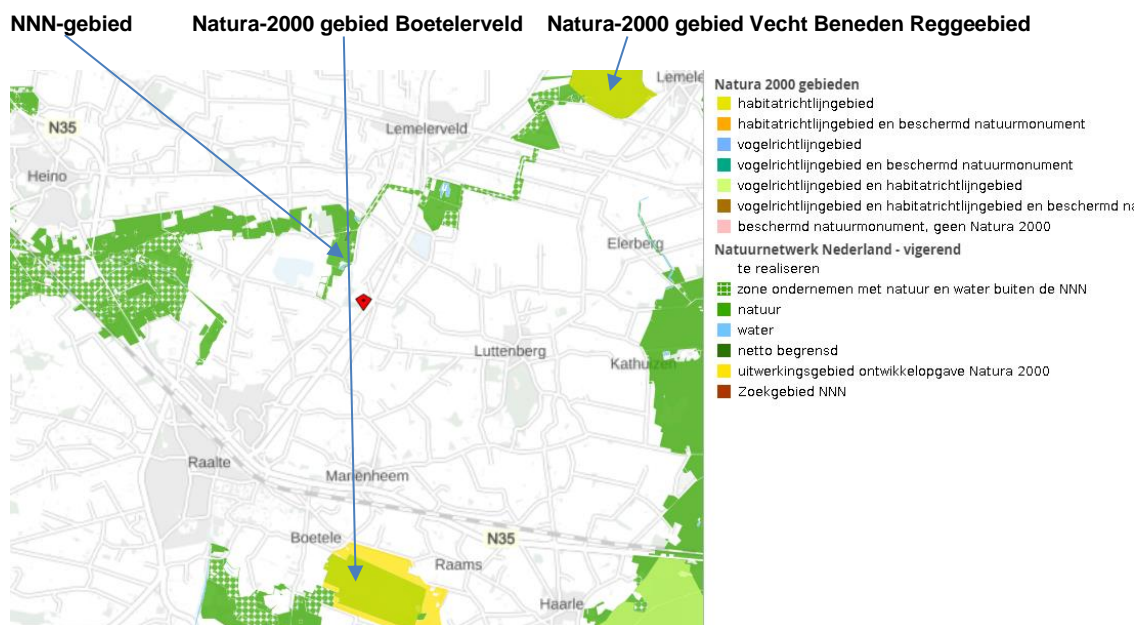 NNN-gebied Natura-2000 gebied Boetelerveld Natura-2000 gebied Vecht Beneden Reggeebied
Lemele
N35
Lemelerveld
Heino
Elerberg
Luttenberg
Kathuizen
Raalte
Mariënheem
Boetele
N35
Raams
Haarle
Natura 2000 gebieden
habitatrichtlijngebied
habitatrichtlijngebied en beschermd natuurmonument
vogelrichtlijngebied
vogelrichtlijngebied en beschermd natuurmonument
vogelrichtlijngebied en habitatrichtlijngebied
vogelrichtlijngebied en habitatrichtlijngebied en beschermd na
beschermd natuurmonument, geen Natura 2000
Natuurnetwerk Nederland - vigerend
te realiseren
zone ondernemen met natuur en water buiten de NNN
natuur
water
netto begrensd
uitwerkingsgebied ontwikkelopgave Natura 2000
Zoekgebied NNN